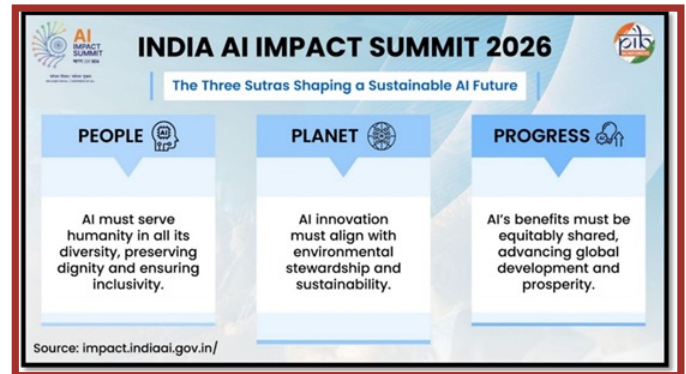 AI
IMPACT
SUMMIT
INDIA AI IMPACT SUMMIT 2026
pib
The Three Sutras Shaping a Sustainable AI Future
PEOPLE
AI
AI must serve
humanity in all its
diversity, preserving
dignity and ensuring
inclusivity.
PLANET
AI innovation
must align with
environmental
stewardship and
sustainability.
PROGRESS
AI's benefits must be
equitably shared,
advancing global
development and
prosperity.
Source: impact.indiaai.gov.in/